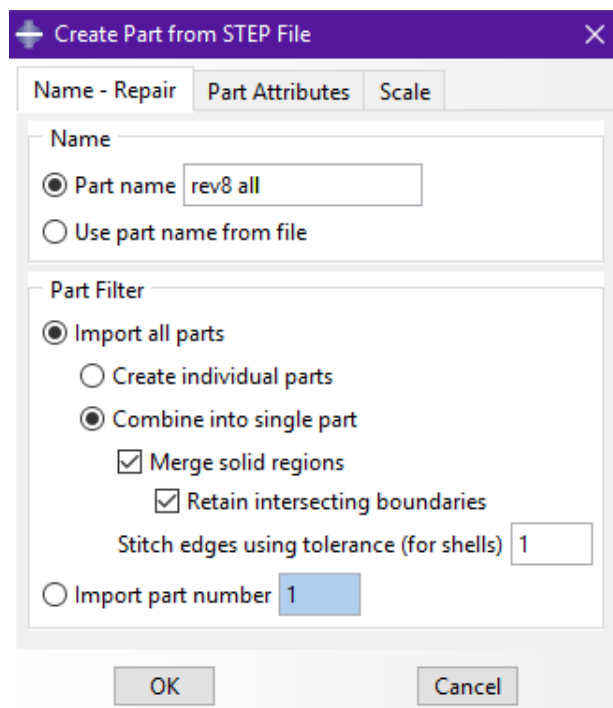 Create Part from STEP File
Name - Repair Part Attributes Scale
Name
Part name rev8 all
Use part name from file
Part Filter
Import all parts
Create individual parts
Combine into single part
Merge solid regions
Retain intersecting boundaries
Stitch edges using tolerance (for shells) 1
Import part number 1
OK Cancel